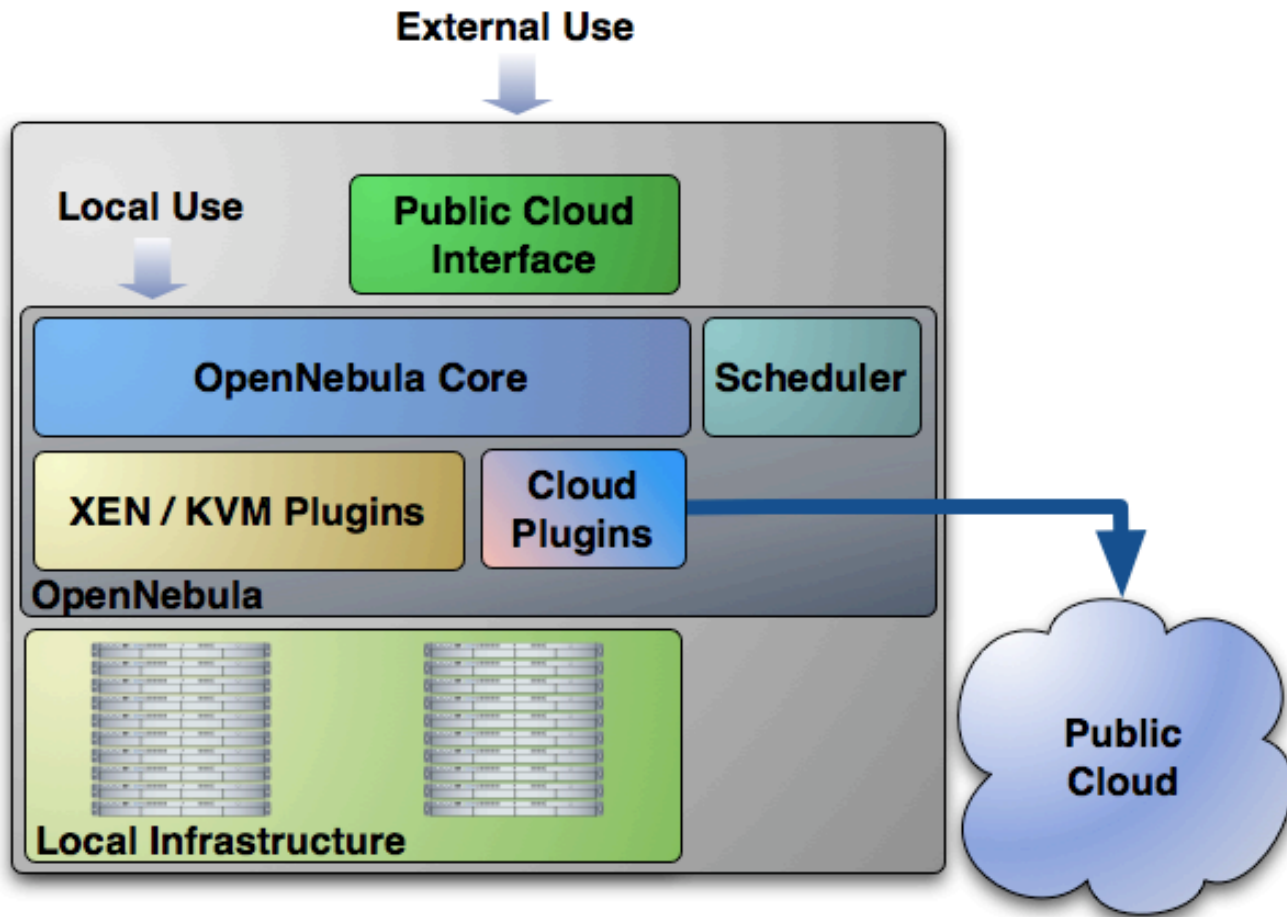 External Use
Local Use
Public Cloud
Interface
OpenNebula Core
Scheduler
XEN / KVM Plugins
Cloud
Plugins
OpenNebula
Public
Cloud
Local Infrastructure